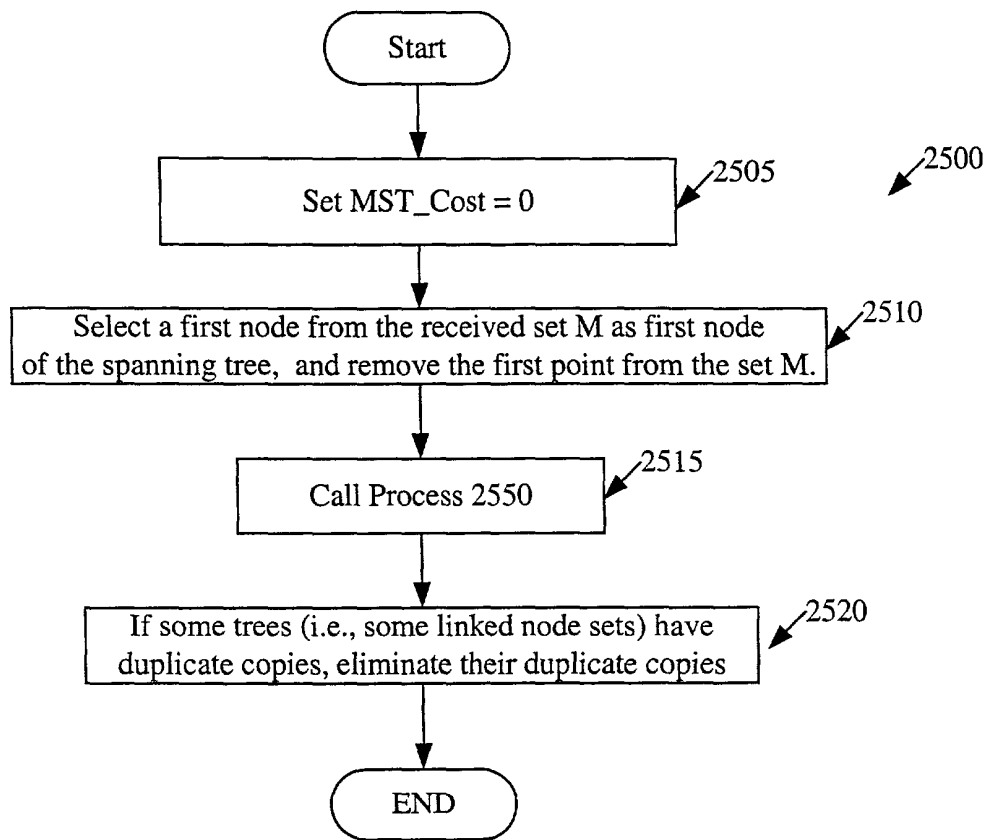 Start
2500
2505
Set MST_Cost = 0
2510
Select a first node from the received set M as first node
of the spanning tree, and remove the first point from the set M.
2515
Call Process 2550
2520
If some trees (i.e., some linked node sets) have
duplicate copies, eliminate their duplicate copies
END